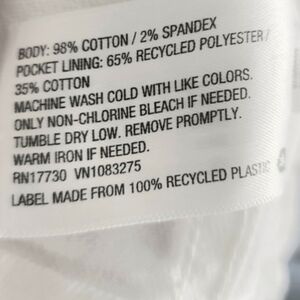 BODY: 98% COTTON / 2% SPANDEX
POCKET LINING: 65% RECYCLED POLYESTER /
35% COTTON
MACHINE WASH COLD WITH LIKE COLORS.
ONLY NON-CHLORINE BLEACH IF NEEDED.
TUMBLE DRY LOW. REMOVE PROMPTLY.
WARM IRON IF NEEDED.
RN17730 VN1083275
LABEL MADE FROM 100% RECYCLED PLASTIC